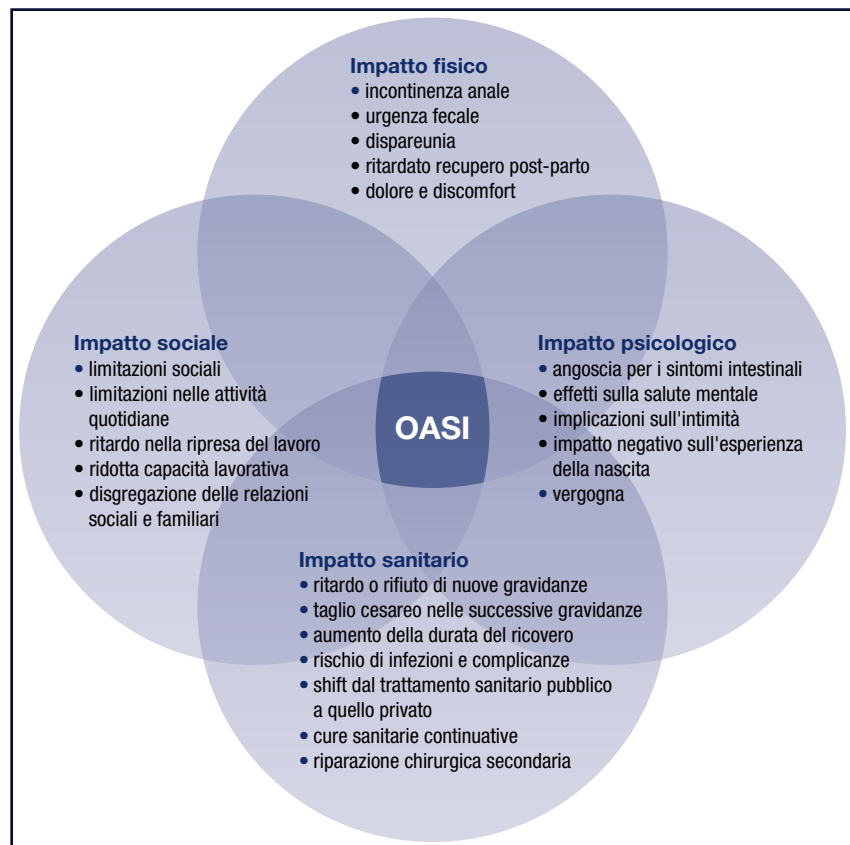 Impatto fisico
• incontinenza anale
• urgenza fecale
• dispareunia
• ritardato recupero post-parto
• dolore e discomfort
Impatto sociale
• limitazioni sociali
• limitazioni nelle attività
quotidiane
• ritardo nella ripresa del lavoro
• ridotta capacità lavorativa
• disgregazione delle relazioni
sociali e familiari
OASI
Impatto psicologico
• angoscia per i sintomi intestinali
• effetti sulla salute mentale
• implicazioni sull'intimità
• impatto negativo sull'esperienza
della nascita
• vergogna
Impatto sanitario
• ritardo o rifiuto di nuove gravidanze
• taglio cesareo nelle successive gravidanze
• aumento della durata del ricovero
• rischio di infezioni e complicanze
• shift dal trattamento sanitario pubblico
a quello privato
• cure sanitarie continuative
• riparazione chirurgica secondaria